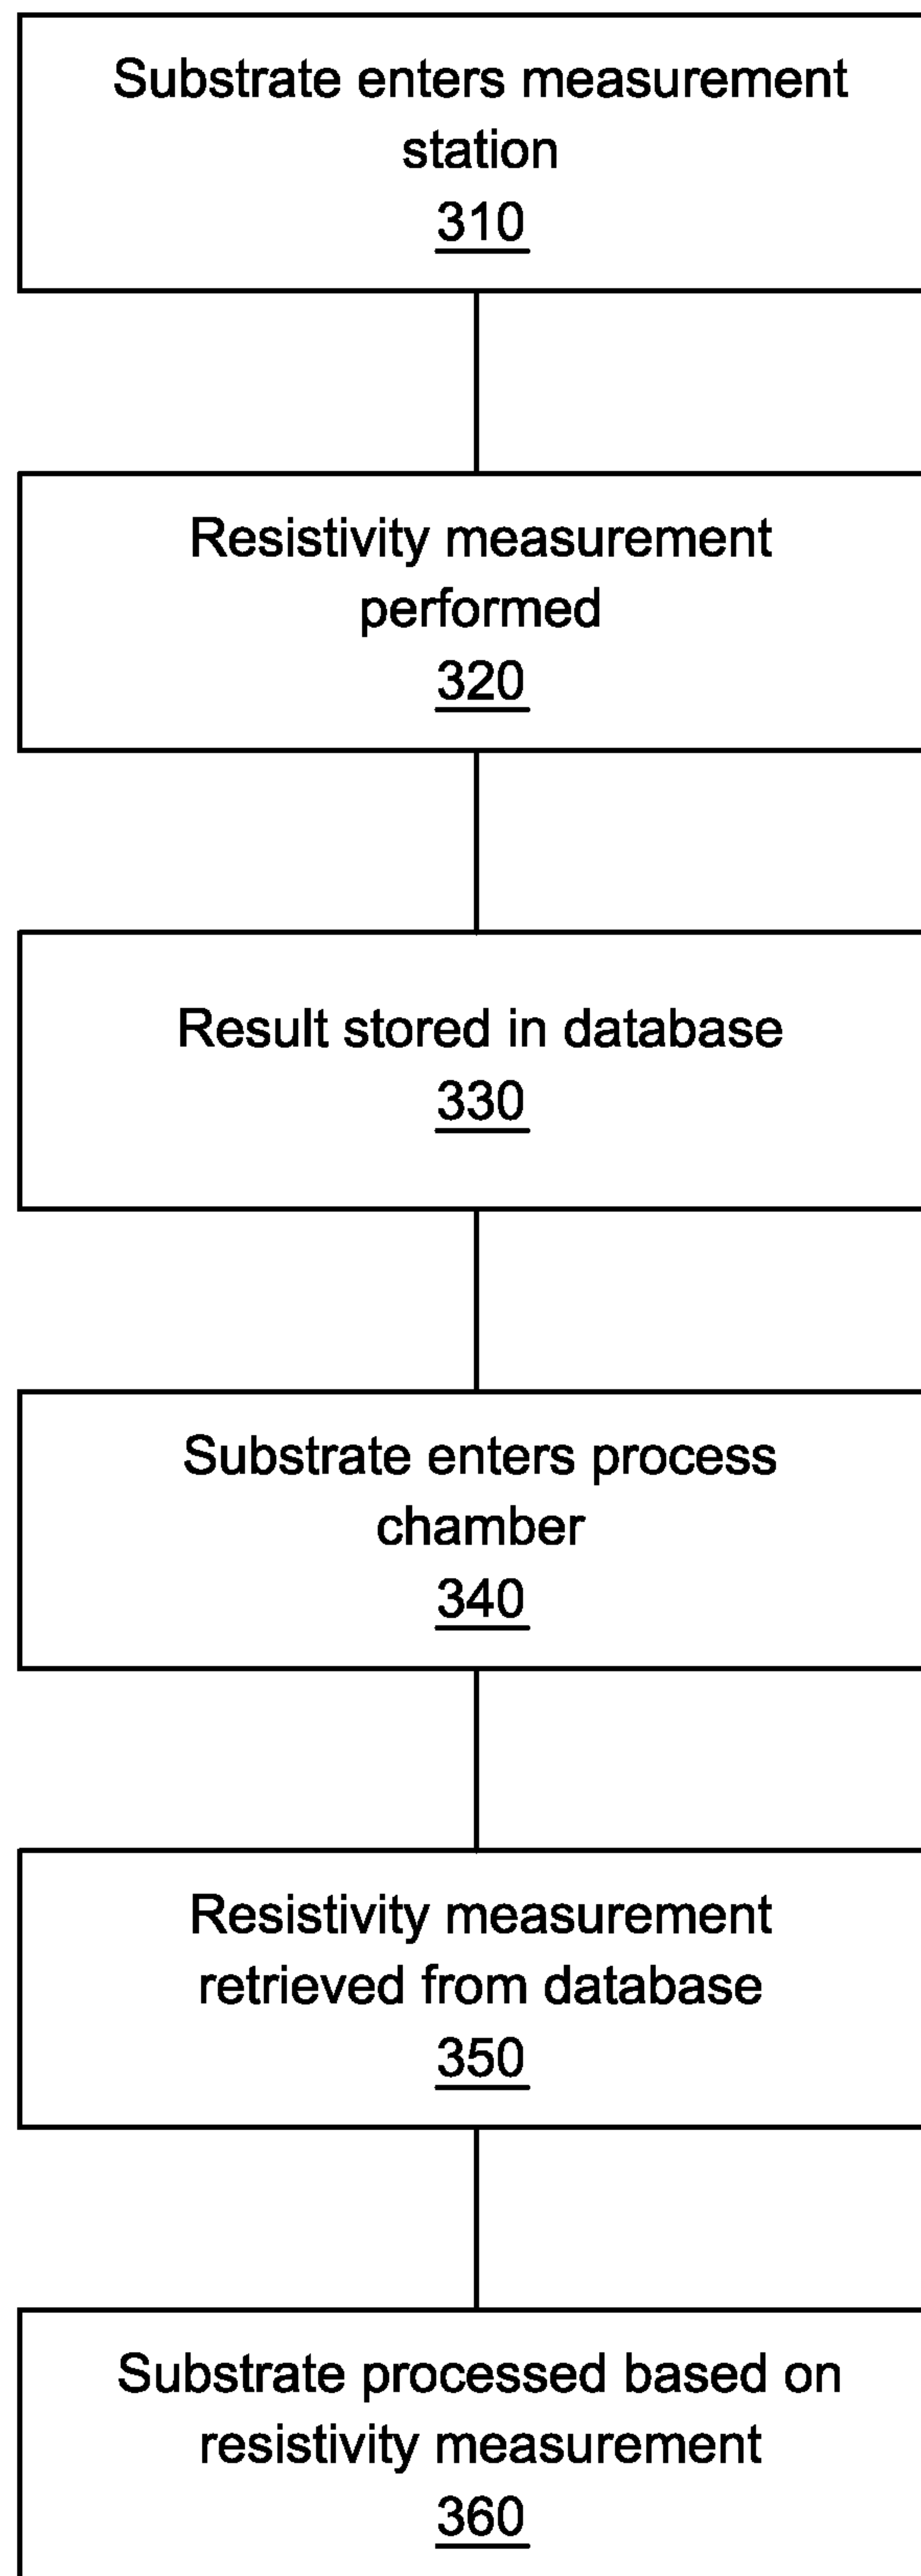 Substrate enters measurement
station
310
Resistivity measurement
performed
320
Result stored in database
330
Substrate enters process
chamber
340
Resistivity measurement
retrieved from database
350
Substrate processed based on
resistivity measurement
360